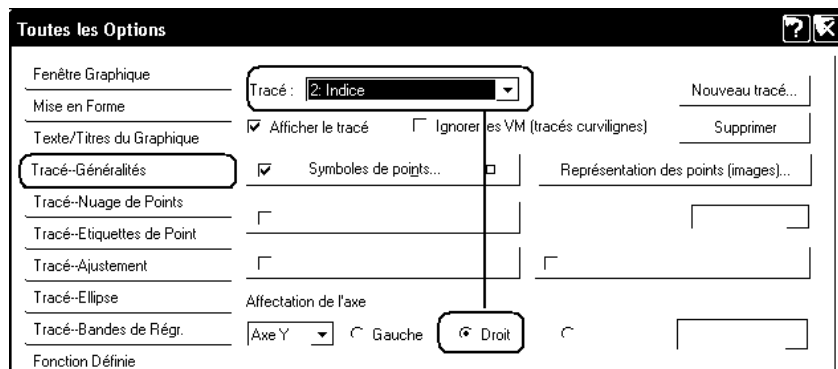 Toutes les Options
Fenêtre Graphique
Mise en Forme
Texte/Titres du Graphique
Tracé--Généralités
Tracé--Nuage de Points
Tracé--Etiquettes de Point
Tracé--Ajustement
Tracé--Ellipse
Tracé--Bandes de Régr.
Fonction Définie
Tracé : 2: Indice
Nouveau tracé...
Afficher le tracé Ignorer les VM (tracés curvilignes) Supprimer
Symboles de points... Représentation des points (images)...
Affectation de l'axe
Axe Y Gauche Droit